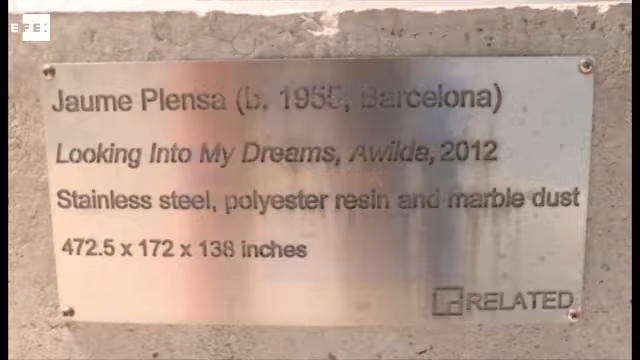 EFE:
Jaume Plensa (b. 1955, Barcelona)
Looking Into My Dreams, Awilda, 2012
Stainless steel, polyester resin and marble dust
472.5 x 172 x 138 inches
RELATED